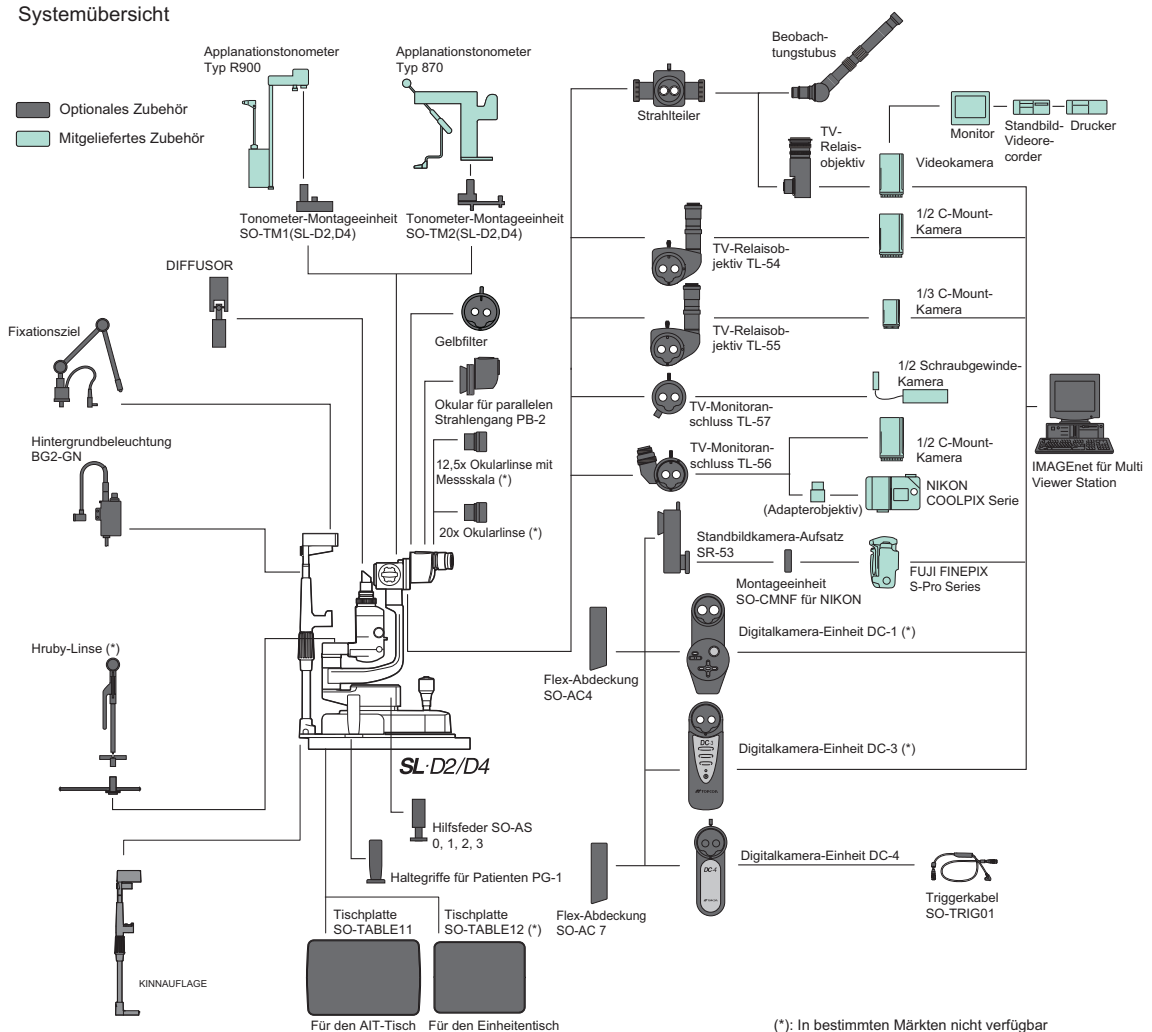 Systemübersicht
Optionales Zubehör
Mitgeliefertes Zubehör
Applanationstonometer
Typ R900
Applanationstonometer
Typ 870
Tonometer-Montageeinheit
SO-TM1(SL-D2,D4)
Tonometer-Montageeinheit
SO-TM2(SL-D2,D4)
DIFFUSOR
Fixationsziel
Hintergrundbeleuchtung
BG2-GN
Hruby-Linse (*)
KINNAUFLAGE
Gelbfilter
Okular für parallelen
Strahlengang PB-2
12,5x Okularlinse mit
Messskala (*)
20x Okularlinse (*)
SL·D2/D4
Hilfsfeder SO-AS
0, 1, 2, 3
Haltegriffe für Patienten PG-1
Tischplatte
SO-TABLE11
Für den AIT-Tisch
Tischplatte
SO-TABLE12 (*)
Für den Einheitentisch
Strahlteiler
Beobach-
tungstubus
TV-
Relais-
objektiv
Videokamera
Monitor
Standbild-
Videore-
corder
Drucker
TV-Relaisob-
jektiv TL-54
1/2 C-Mount-
Kamera
TV-Relaisob-
jektiv TL-55
1/3 C-Mount-
Kamera
TV-Monitoran-
schluss TL-57
1/2 Schraubgewinde-
Kamera
TV-Monitoran-
schluss TL-56
1/2 C-Mount-
Kamera
(Adapterobjektiv)
NIKON
COOLPIX Serie
IMAGEnet für Multi
Viewer Station
Standbildkamera-Aufsatz
SR-53
Montageeinheit
SO-CMNF für NIKON
FUJI FINEPIX
S-Pro Series
Flex-Abdeckung
SO-AC4
Digitalkamera-Einheit DC-1 (*)
DC-3
TOPCON
Digitalkamera-Einheit DC-3 (*)
Flex-Abdeckung
SO-AC 7
DC-4
Digitalkamera-Einheit DC-4
Triggerkabel
SO-TRIG01
(*): In bestimmten Märkten nicht verfügbar